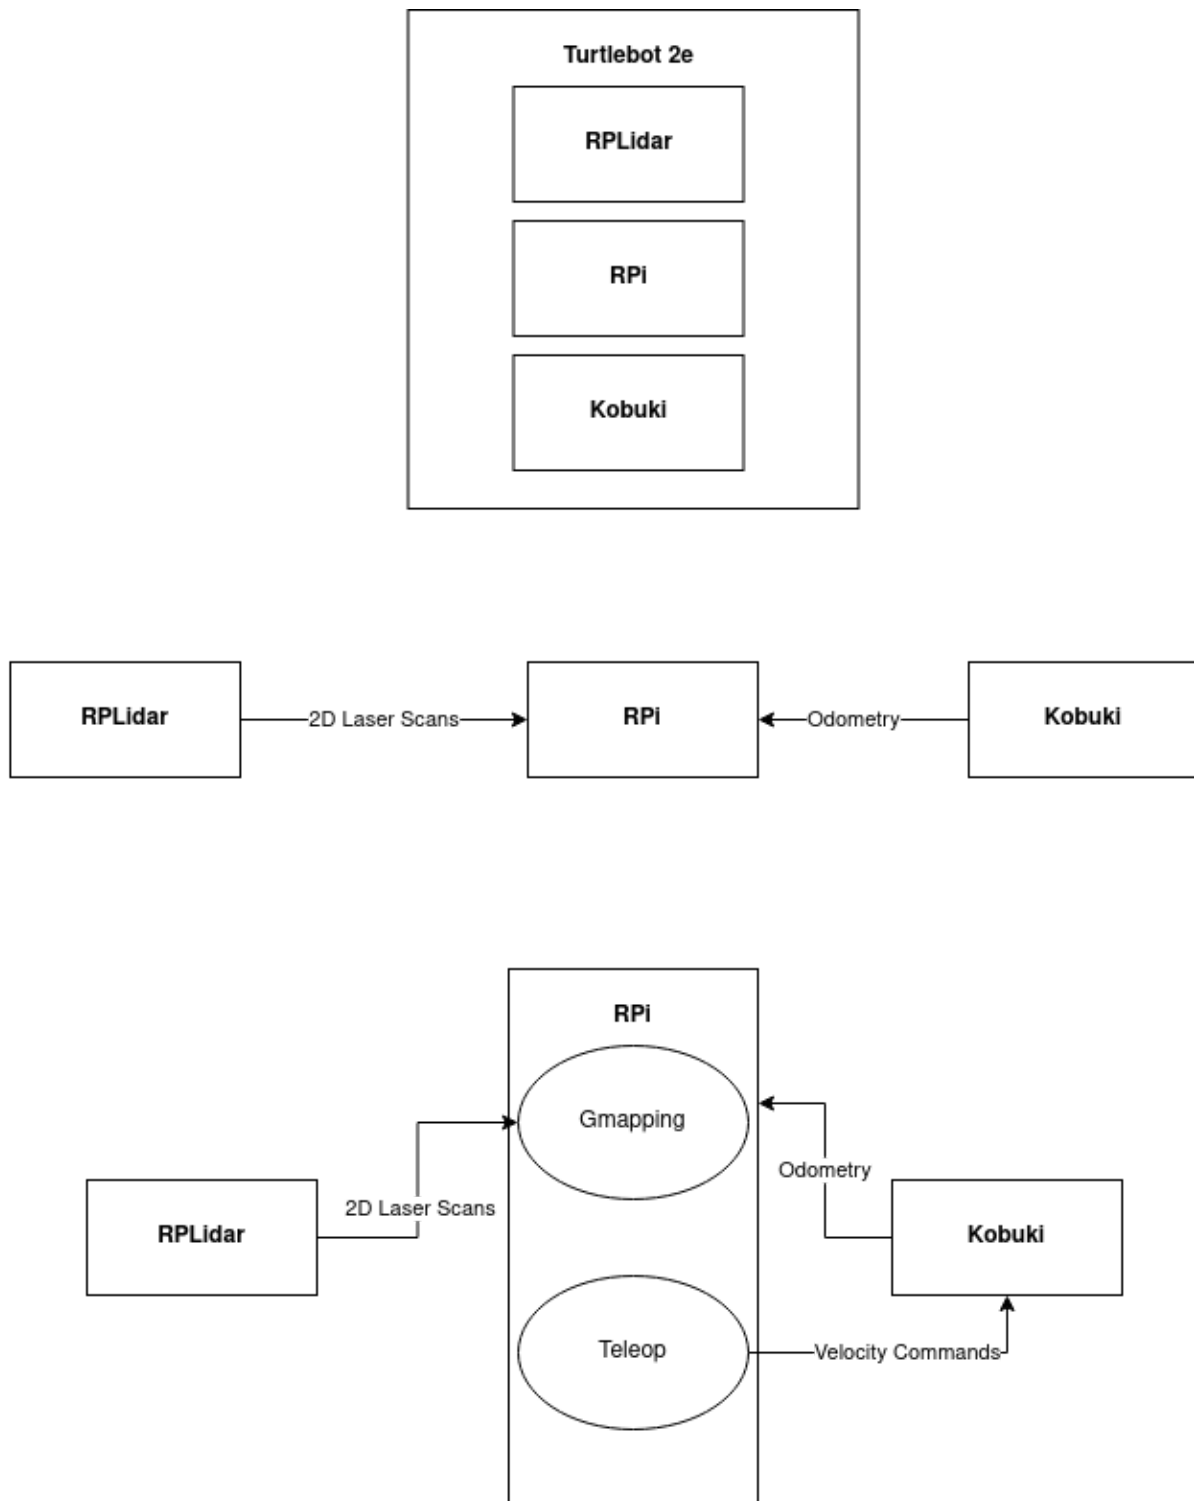 Turtlebot 2e
RPLidar
RPi
Kobuki
RPLidar
2D Laser Scans
RPi
Odometry
Kobuki
RPi
Gmapping
Odometry
2D Laser Scans
RPLidar
Kobuki
Teleop
Velocity Commands